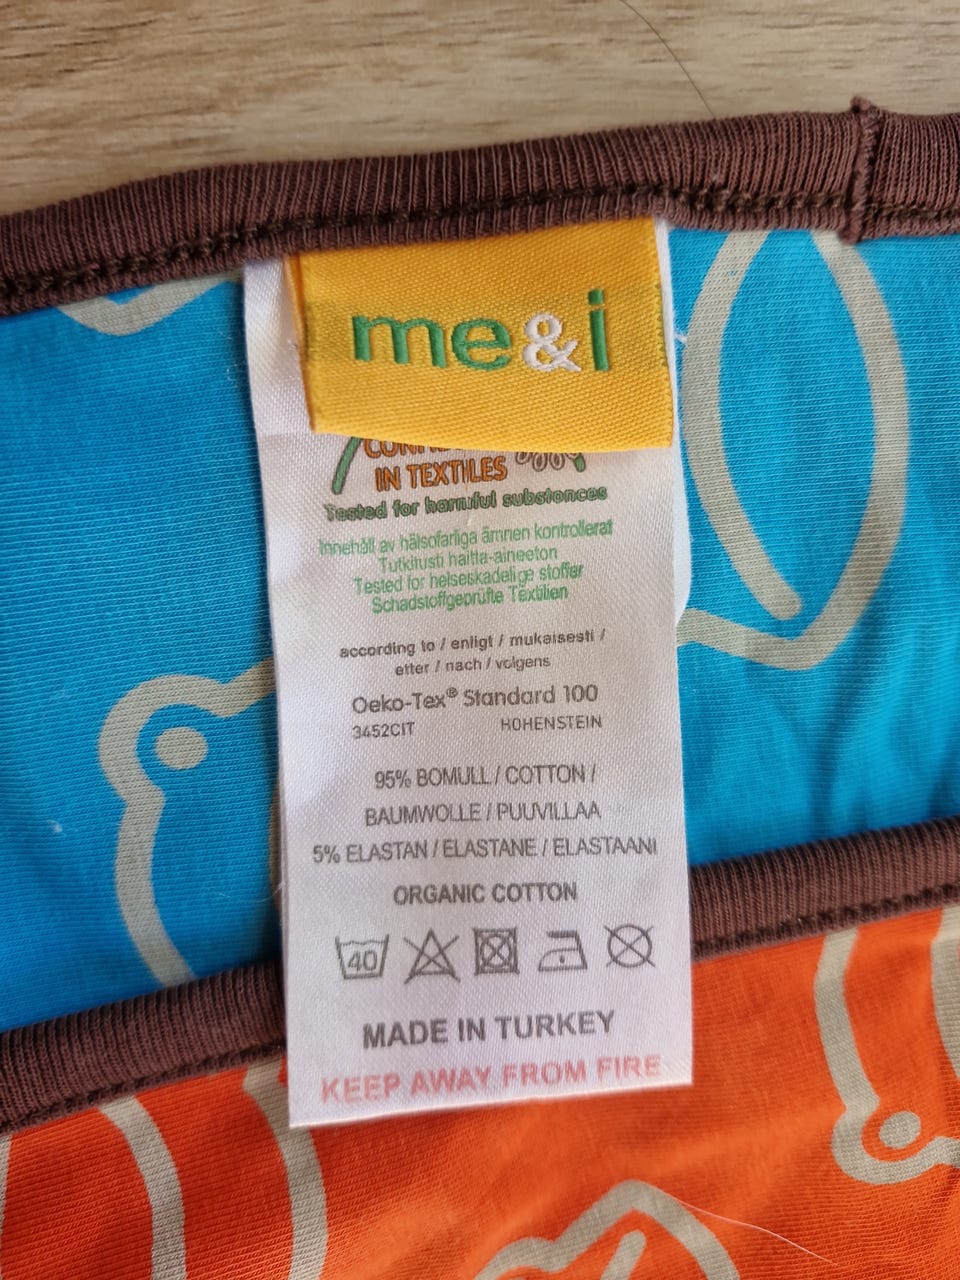 me&i
IN TEXTILES
Tested for harmful substances
Innehåll av hälsofarliga ämnen kontrollerat
Tutkitusti haitta-aineeton
Tested for helseskadelige stoffer
Schadstoffgeprüfte Textilien
according to / enligt / mukaisesti /
etter / nach / volgens
Oeko-Tex® Standard 100
3452CIT HOHENSTEIN
95% BOMULL / COTTON /
BAUMWOLLE / PUUVILLAA
5% ELASTAN / ELASTANE / ELASTAANI
ORGANIC COTTON
40
MADE IN TURKEY
KEEP AWAY FROM FIRE